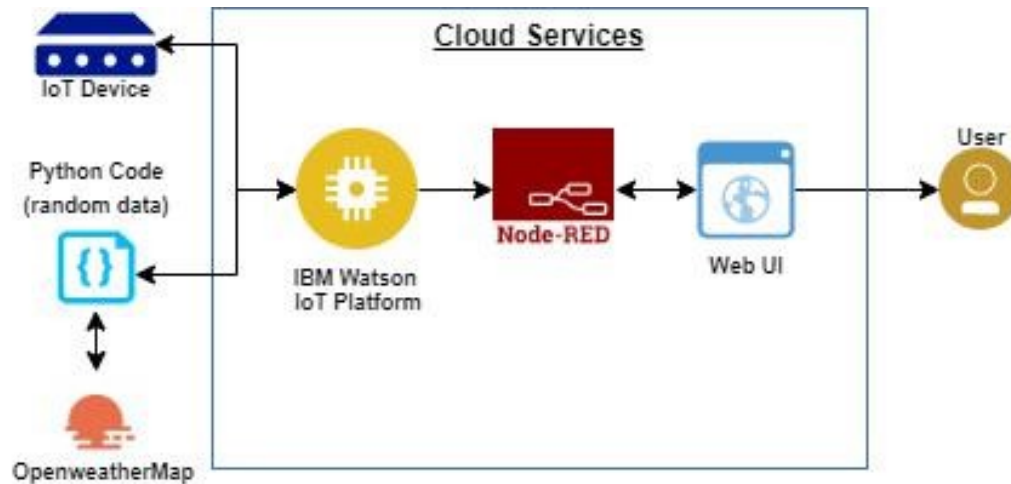 Cloud Services
IoT Device
Python Code
(random data)
IBM Watson
IoT Platform
Node-RED
Web UI
User
OpenweatherMap